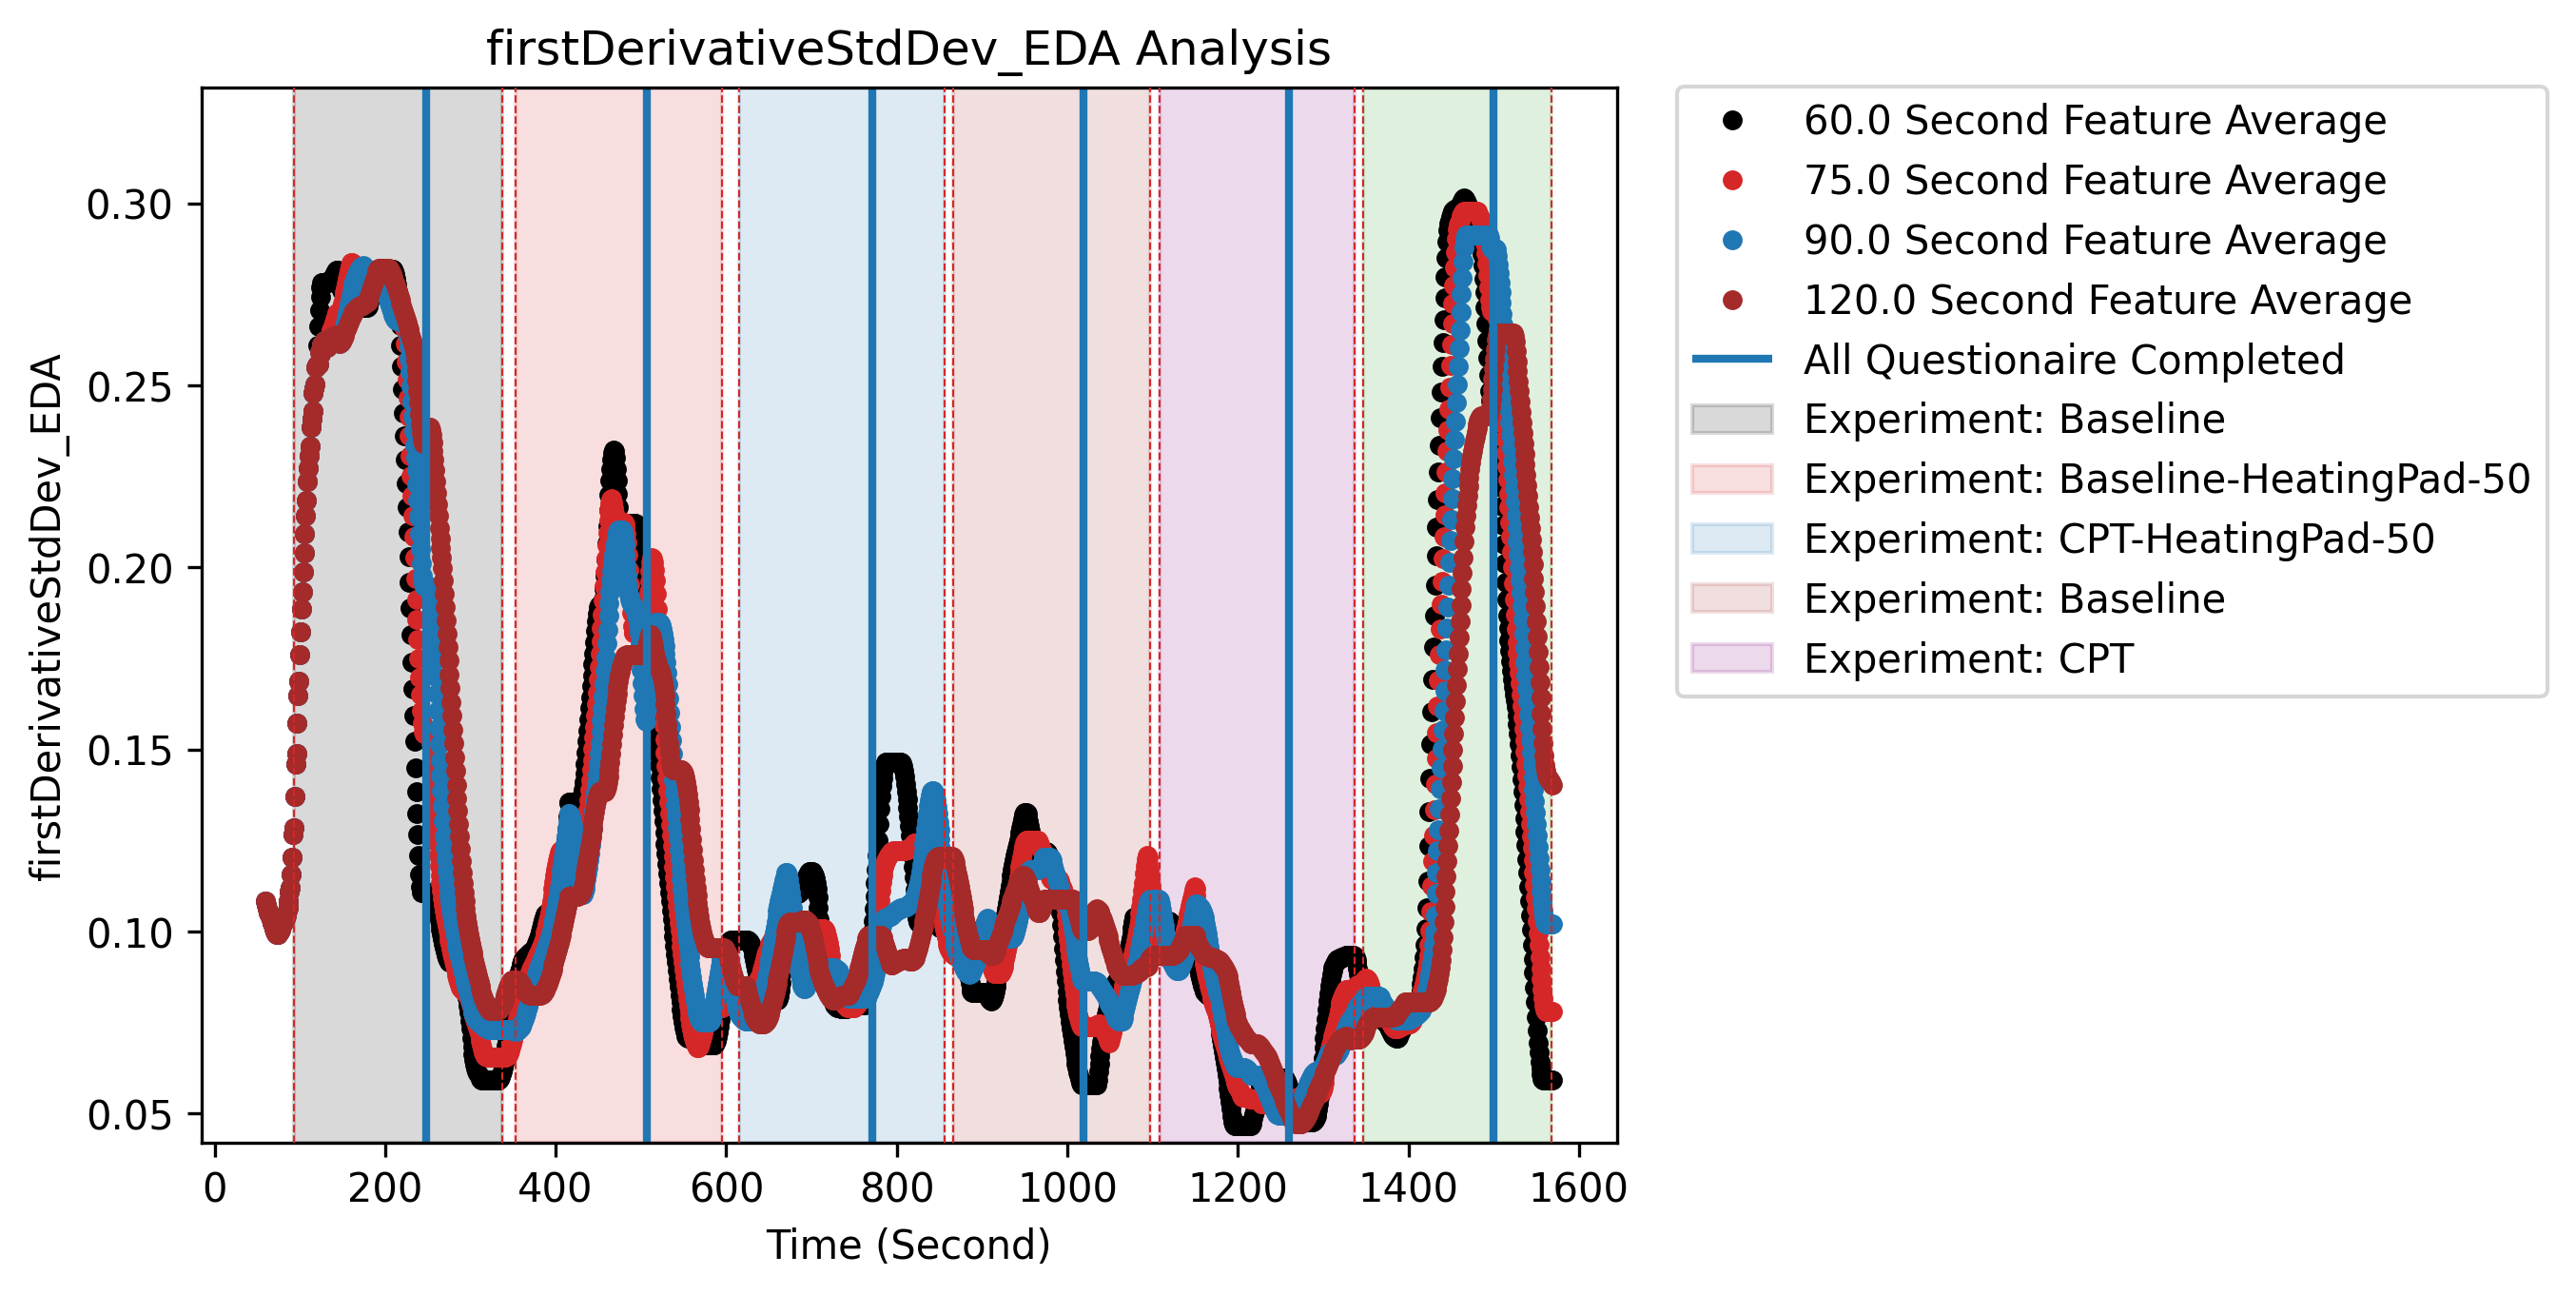 firstDerivativeStdDev_EDA Analysis
firstDerivativeStdDev_EDA
0.30
0.25
0.20
0.15
0.10
0.05
0 200 400 600 800 1000 1200 1400 1600
Time (Second)
60.0 Second Feature Average
75.0 Second Feature Average
90.0 Second Feature Average
120.0 Second Feature Average
All Questionaire Completed
Experiment: Baseline
Experiment: Baseline-HeatingPad-50
Experiment: CPT-HeatingPad-50
Experiment: Baseline
Experiment: CPT